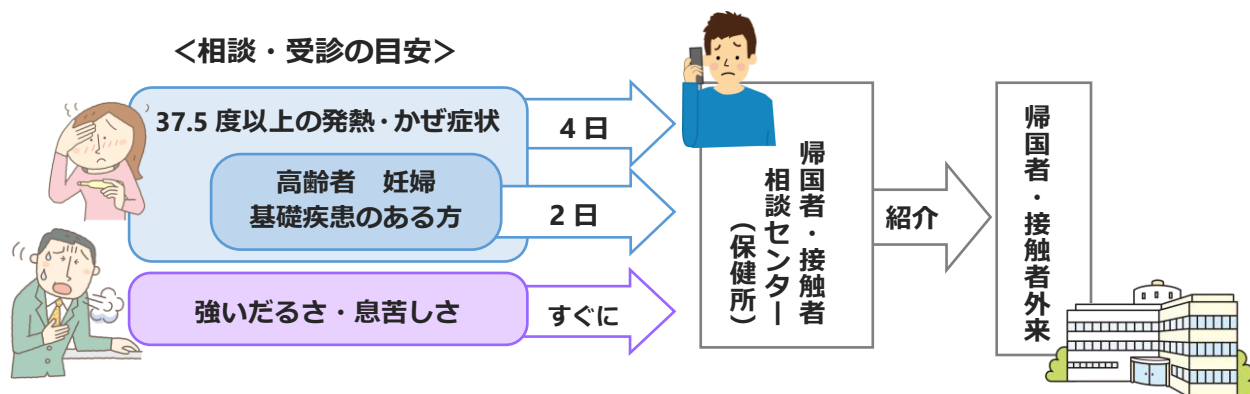 ＜相談・受診の目安＞
37.5 度以上の発熱・かぜ症状
4 日
高齢者　妊婦
基礎疾患のある方
2 日
強いだるさ・息苦しさ
すぐに
帰国者・接触者
相談センター
（保健所）
紹介
帰国者・接触者外来